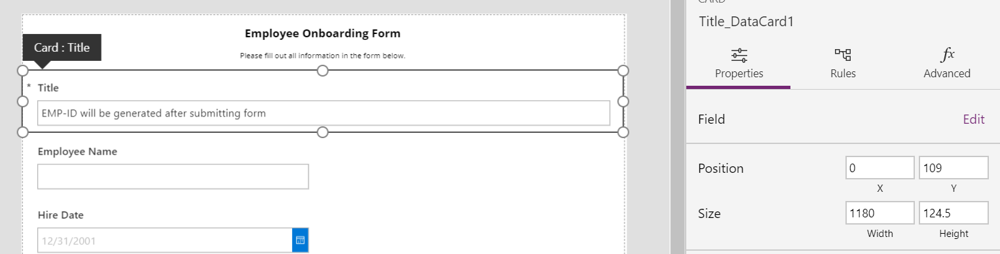 Employee Onboarding Form
Card : Title
Please fill out all information in the form below.
* Title
EMP-ID will be generated after submitting form
Employee Name
Hire Date
12/31/2001
CARD
Title_DataCard1
Properties
fx
Rules
Advanced
Field
Edit
Position
0
109
X
Y
Size
1180
124.5
Width
Height